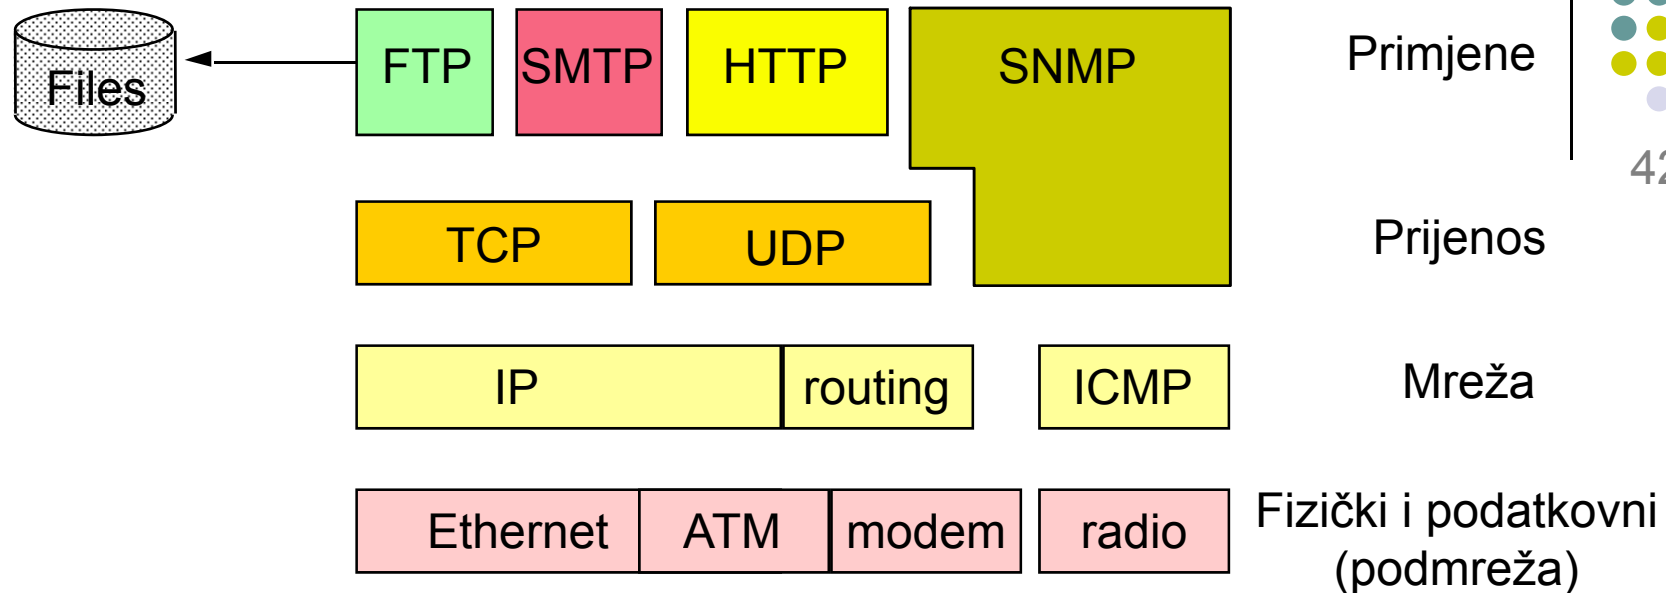 Files
FTP SMTP HTTP SNMP Primjene
TCP UDP Prijenos
IP routing ICMP Mreža
Ethernet ATM modem radio Fizički i podatkovni
(podmreža)